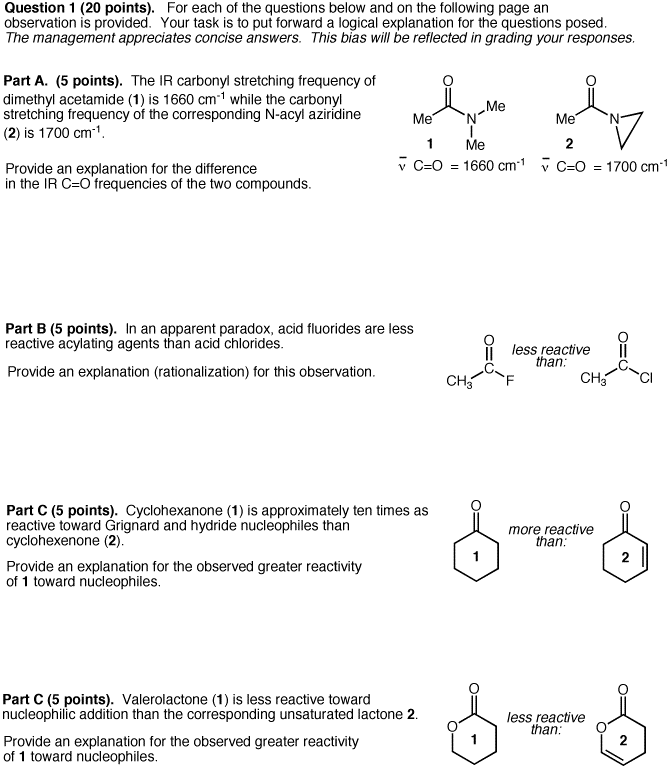 Question 1 (20 points). For each of the questions below and on the following page an
observation is provided. Your task is to put forward a logical explanation for the questions posed.
The management appreciates concise answers. This bias will be reflected in grading your responses.
Part A. (5 points). The IR carbonyl stretching frequency of
dimethyl acetamide (1) is 1660 cm⁻¹ while the carbonyl
stretching frequency of the corresponding N-acyl aziridine
(2) is 1700 cm⁻¹.
Provide an explanation for the difference
in the IR C=O frequencies of the two compounds.
O
Me
N
Me
Me
1
ν̄ C=O = 1660 cm⁻¹
O
Me
N
2
ν̄ C=O = 1700 cm⁻¹
Part B (5 points). In an apparent paradox, acid fluorides are less
reactive acylating agents than acid chlorides.
Provide an explanation (rationalization) for this observation.
O
C
CH₃
F
less reactive
than:
O
C
CH₃
Cl
Part C (5 points). Cyclohexanone (1) is approximately ten times as
reactive toward Grignard and hydride nucleophiles than
cyclohexenone (2).
Provide an explanation for the observed greater reactivity
of 1 toward nucleophiles.
O
1
more reactive
than:
O
2
Part C (5 points). Valerolactone (1) is less reactive toward
nucleophilic addition than the corresponding unsaturated lactone 2.
Provide an explanation for the observed greater reactivity
of 1 toward nucleophiles.
O
O
1
less reactive
than:
O
O
2